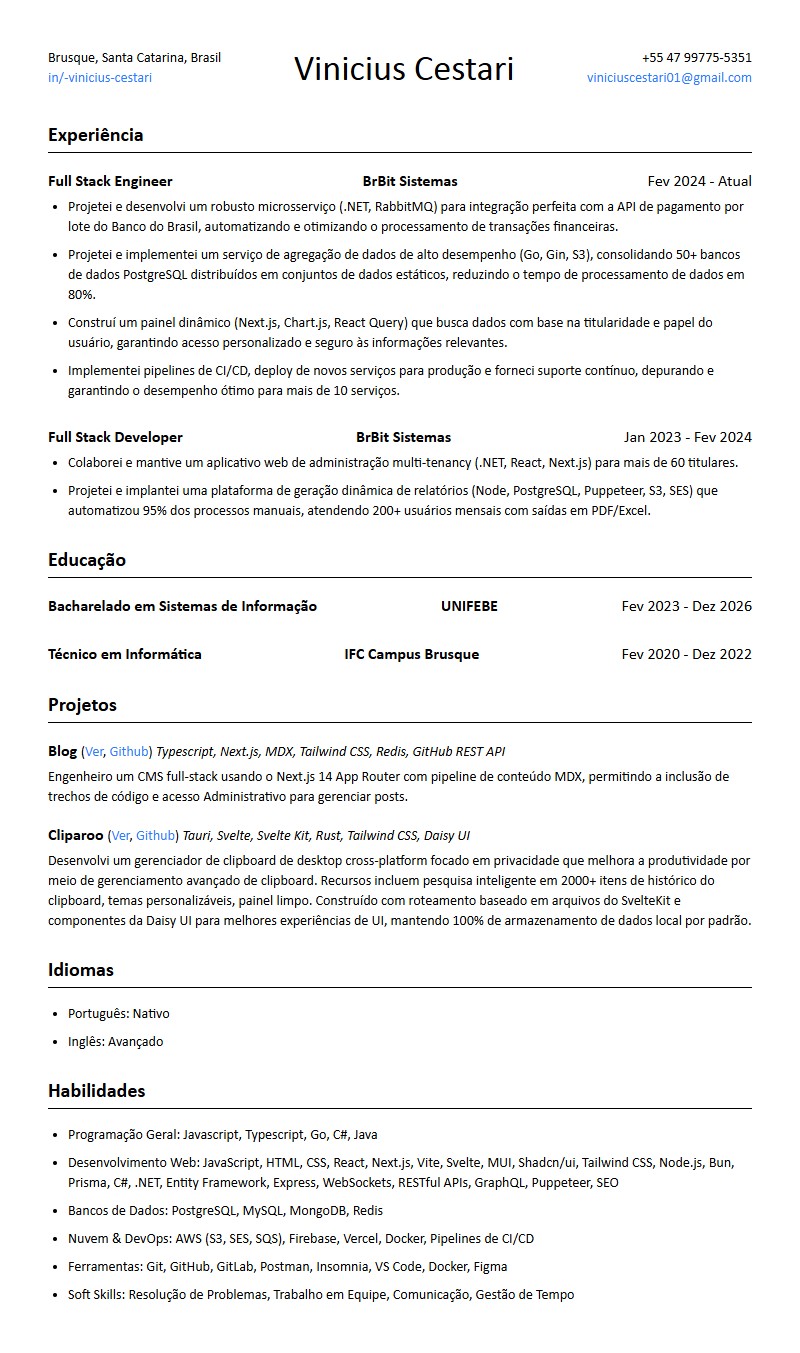 Brusque, Santa Catarina, Brasil
in/-vinicius-cestari
Vinicius Cestari
+55 47 99775-5351
viniciuscestari01@gmail.com
Experiência
Full Stack Engineer BrBit Sistemas Fev 2024 - Atual
• Projetei e desenvolvi um robusto microsserviço (.NET, RabbitMQ) para integração perfeita com a API de pagamento por
lote do Banco do Brasil, automatizando e otimizando o processamento de transações financeiras.
• Projetei e implementei um serviço de agregação de dados de alto desempenho (Go, Gin, S3), consolidando 50+ bancos
de dados PostgreSQL distribuídos em conjuntos de dados estáticos, reduzindo o tempo de processamento de dados em
80%.
• Construí um painel dinâmico (Next.js, Chart.js, React Query) que busca dados com base na titularidade e papel do
usuário, garantindo acesso personalizado e seguro às informações relevantes.
• Implementei pipelines de CI/CD, deploy de novos serviços para produção e forneci suporte contínuo, depurando e
garantindo o desempenho ótimo para mais de 10 serviços.
Full Stack Developer BrBit Sistemas Jan 2023 - Fev 2024
• Colaborei e mantive um aplicativo web de administração multi-tenancy (.NET, React, Next.js) para mais de 60 titulares.
• Projetei e implantei uma plataforma de geração dinâmica de relatórios (Node, PostgreSQL, Puppeteer, S3, SES) que
automatizou 95% dos processos manuais, atendendo 200+ usuários mensais com saídas em PDF/Excel.
Educação
Bacharelado em Sistemas de Informação UNIFEBE Fev 2023 - Dez 2026
Técnico em Informática IFC Campus Brusque Fev 2020 - Dez 2022
Projetos
Blog (Ver, Github) Typescript, Next.js, MDX, Tailwind CSS, Redis, GitHub REST API
Engenheiro um CMS full-stack usando o Next.js 14 App Router com pipeline de conteúdo MDX, permitindo a inclusão de
trechos de código e acesso Administrativo para gerenciar posts.
Cliparoo (Ver, Github) Tauri, Svelte, Svelte Kit, Rust, Tailwind CSS, Daisy UI
Desenvolvi um gerenciador de clipboard de desktop cross-platform focado em privacidade que melhora a produtividade por
meio de gerenciamento avançado de clipboard. Recursos incluem pesquisa inteligente em 2000+ itens de histórico do
clipboard, temas personalizáveis, painel limpo. Construído com roteamento baseado em arquivos do SvelteKit e
componentes da Daisy UI para melhores experiências de UI, mantendo 100% de armazenamento de dados local por padrão.
Idiomas
• Português: Nativo
• Inglês: Avançado
Habilidades
• Programação Geral: Javascript, Typescript, Go, C#, Java
• Desenvolvimento Web: JavaScript, HTML, CSS, React, Next.js, Vite, Svelte, MUI, Shadcn/ui, Tailwind CSS, Node.js, Bun,
Prisma, C#, .NET, Entity Framework, Express, WebSockets, RESTful APIs, GraphQL, Puppeteer, SEO
• Bancos de Dados: PostgreSQL, MySQL, MongoDB, Redis
• Nuvem & DevOps: AWS (S3, SES, SQS), Firebase, Vercel, Docker, Pipelines de CI/CD
• Ferramentas: Git, GitHub, GitLab, Postman, Insomnia, VS Code, Docker, Figma
• Soft Skills: Resolução de Problemas, Trabalho em Equipe, Comunicação, Gestão de Tempo